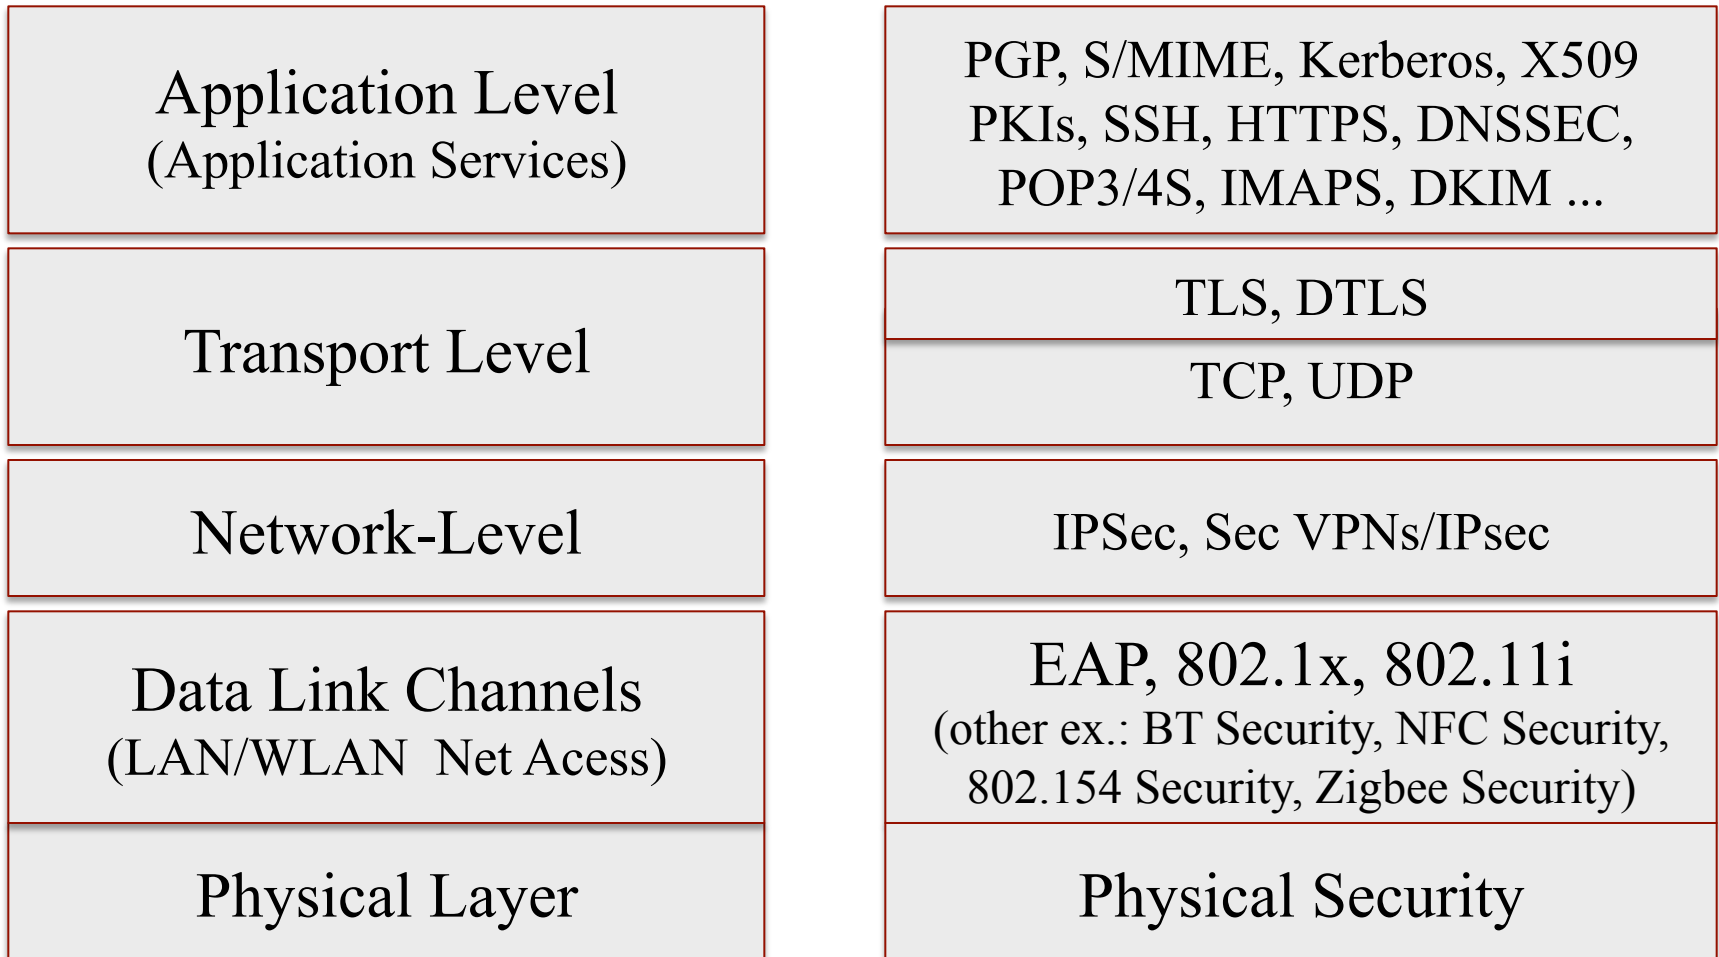 Application Level
(Application Services)
PGP, S/MIME, Kerberos, X509
PKIs, SSH, HTTPS, DNSSEC,
POP3/4S, IMAPS, DKIM ...
Transport Level
TLS, DTLS
TCP, UDP
Network-Level
IPSec, Sec VPNs/IPsec
Data Link Channels
(LAN/WLAN  Net Acess)
EAP, 802.1x, 802.11i
(other ex.: BT Security, NFC Security,
802.154 Security, Zigbee Security)
Physical Layer
Physical Security